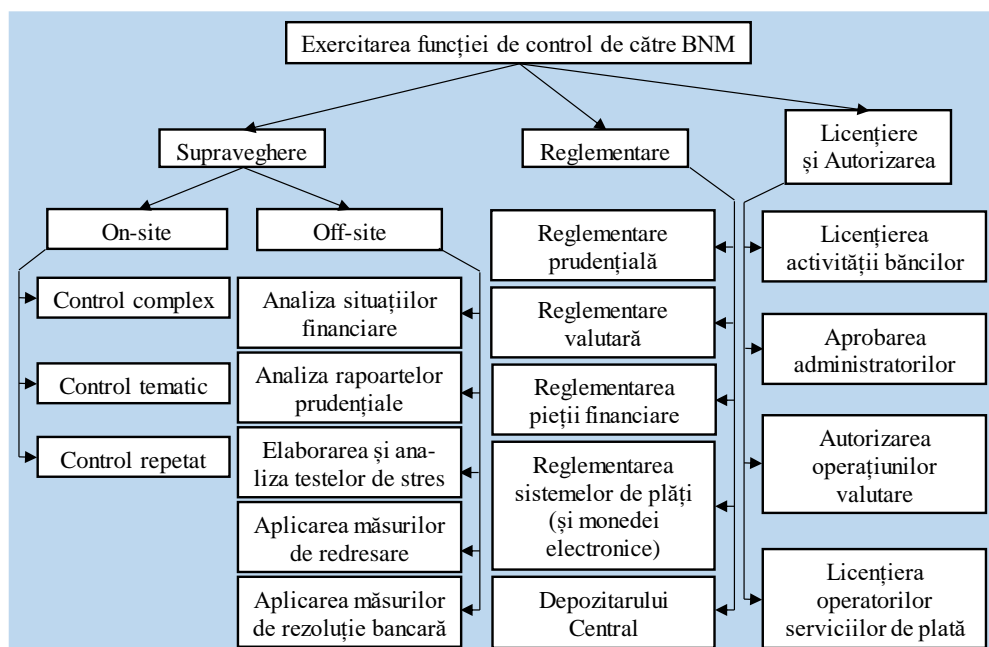 Exercitarea funcției de control de către BNM
Supraveghere
Reglementare
Licențiere
și Autorizarea
On-site
Off-site
Control complex
Control tematic
Control repetat
Analiza situațiilor
financiare
Analiza rapoartelor
prudențiale
Elaborarea și ana-
liza testelor de stres
Aplicarea măsurilor
de redresare
Aplicarea măsurilor
de rezoluție bancară
Reglementare
prudențială
Reglementare
valutară
Reglementarea
pieții financiare
Reglementarea
sistemelor de plăți
(și monedei
electronice)
Depozitarului
Central
Licențierea
activității băncilor
Aprobarea
administratorilor
Autorizarea
operațiunilor
valutare
Licențiera
operatorilor
serviciilor de plată